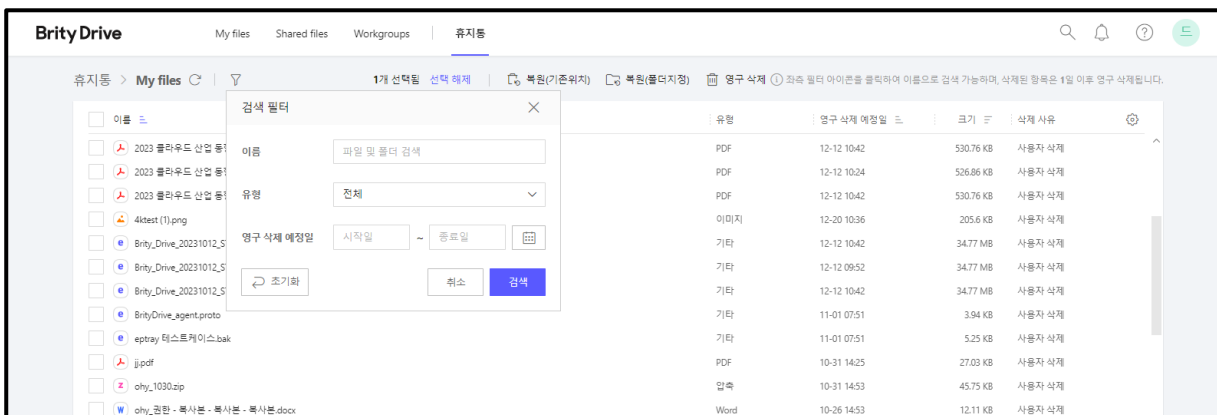 Brity Drive My files Shared files Workgroups 휴지통 드
휴지통 > My files 1개 선택됨 선택 해제 복원(기존위치) 복원(폴더지정) 영구 삭제 좌측 필터 아이콘을 클릭하여 이름으로 검색 가능하며, 삭제된 항목은 1일 이후 영구 삭제됩니다.
검색 필터
이름 파일 및 폴더 검색
유형 전체
영구 삭제 예정일 시작일 ~ 종료일
초기화 취소 검색
이름 유형 영구 삭제 예정일 크기 삭제 사유
2023 클라우드 산업 PDF 12-12 10:42 530.76 KB 사용자 삭제
2023 클라우드 산업 PDF 12-12 10:24 526.86 KB 사용자 삭제
2023 클라우드 산업 PDF 12-12 10:42 530.76 KB 사용자 삭제
4ktest (1).png 이미지 12-20 10:36 205.6 KB 사용자 삭제
Brity_Drive_20231012_S 기타 12-12 10:42 34.77 MB 사용자 삭제
Brity_Drive_20231012_S 기타 12-12 09:52 34.77 MB 사용자 삭제
Brity_Drive_20231012_S 기타 12-12 10:42 34.77 MB 사용자 삭제
BrityDrive_agent.proto 기타 11-01 07:51 3.94 KB 사용자 삭제
eptray 테스트케이스.bak 기타 11-01 07:51 5.25 KB 사용자 삭제
jj.pdf PDF 10-31 14:25 27.03 KB 사용자 삭제
ohy_1030.zip 압축 10-31 14:53 45.75 KB 사용자 삭제
ohy_권한 - 복사본 - 복사본 - 복사본.docx Word 10-26 14:53 12.11 KB 사용자 삭제